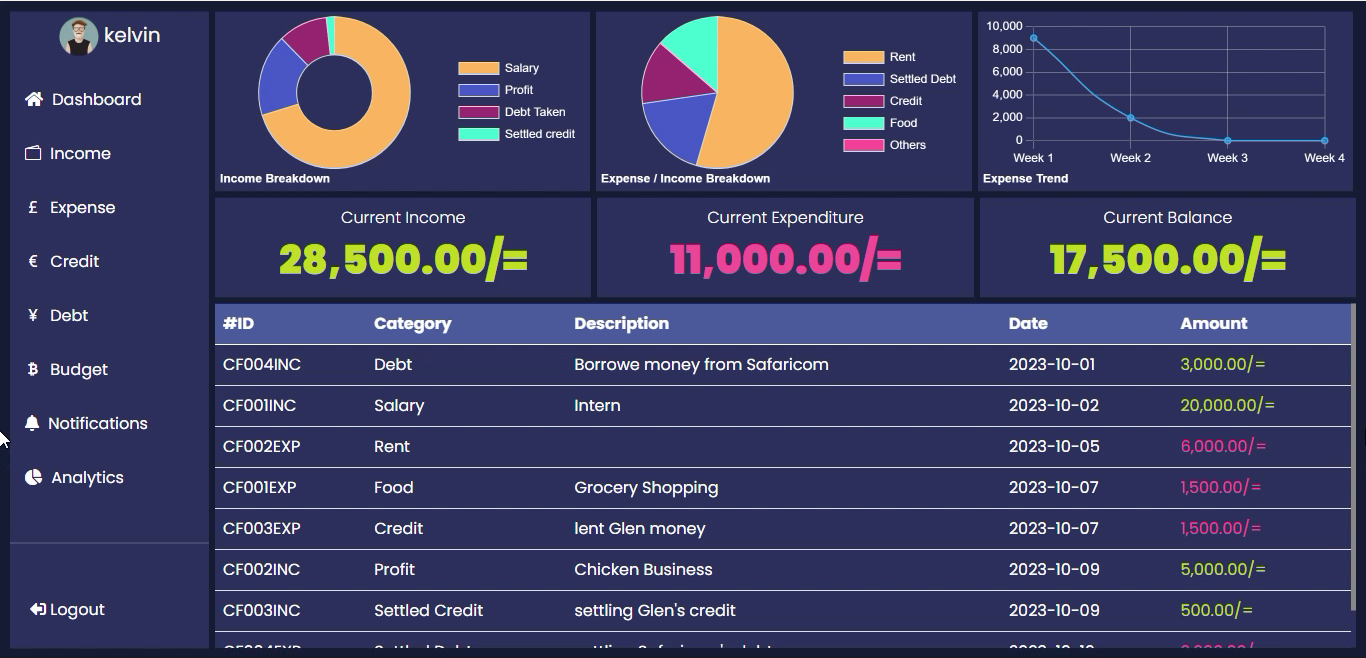 kelvin
Dashboard
Income
£ Expense
€ Credit
¥ Debt
Budget
Notifications
Analytics
Logout
Salary
Profit
Debt Taken
Settled credit
Income Breakdown
Rent
Settled Debt
Credit
Food
Others
Expense / Income Breakdown
10,000
8,000
6,000
4,000
2,000
0
Week 1 Week 2 Week 3 Week 4
Expense Trend
Current Income
28,500.00/=
Current Expenditure
11,000.00/=
Current Balance
17,500.00/=
#ID Category Description Date Amount
CF004INC Debt Borrowe money from Safaricom 2023-10-01 3,000.00/=
CF001INC Salary Intern 2023-10-02 20,000.00/=
CF002EXP Rent 2023-10-05 6,000.00/=
CF001EXP Food Grocery Shopping 2023-10-07 1,500.00/=
CF003EXP Credit lent Glen money 2023-10-07 1,500.00/=
CF002INC Profit Chicken Business 2023-10-09 5,000.00/=
CF003INC Settled Credit settling Glen's credit 2023-10-09 500.00/=